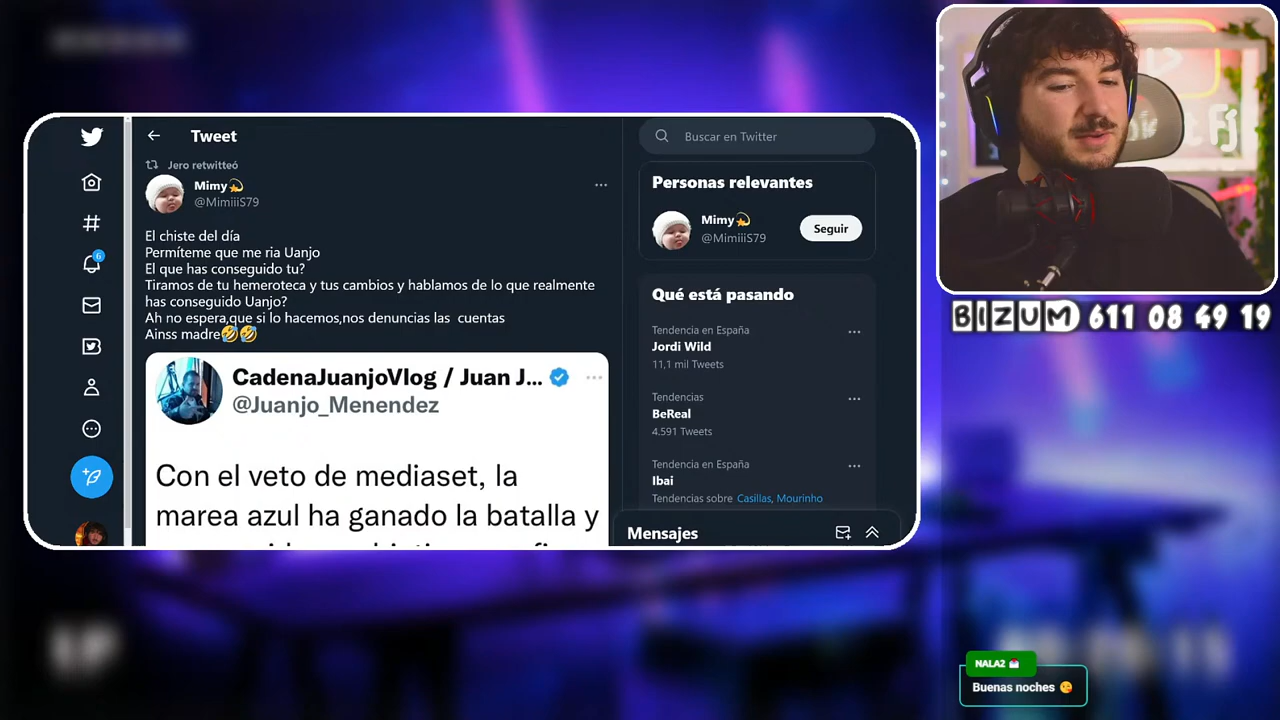 Tweet
Jero retwitteó
Mimy💫
@MimiiiS79
El chiste del día
Permíteme que me ria Uanjo
El que has conseguido tu?
Tiramos de tu hemeroteca y tus cambios y hablamos de lo que realmente
has conseguido Uanjo?
Ah no espera,que si lo hacemos,nos denuncias las cuentas
Ainss madre🤣🤣
CadenaJuanjoVlog / Juan J...
@Juanjo_Menendez
Con el veto de mediaset, la
marea azul ha ganado la batalla y
Buscar en Twitter
Personas relevantes
Mimy💫
@MimiiiS79
Seguir
Qué está pasando
Tendencia en España
Jordi Wild
11,1 mil Tweets
Tendencias
BeReal
4.591 Tweets
Tendencia en España
Ibai
Tendencias sobre Casillas, Mourinho
Mensajes
6
BIZUM 611 08 49 19
NALA2
Buenas noches 😘